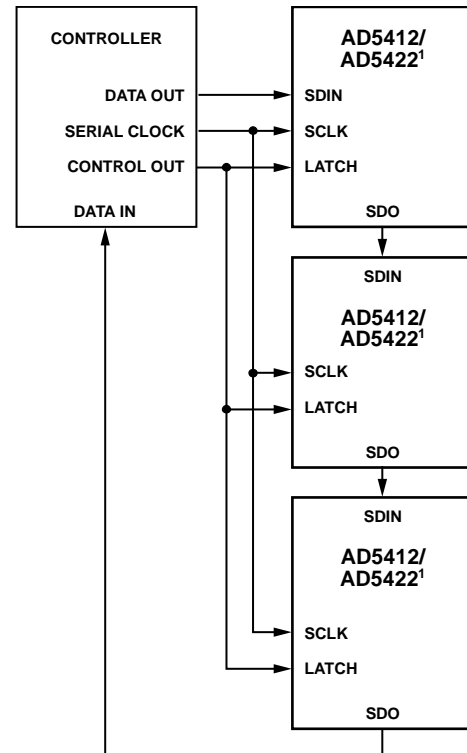 CONTROLLER
DATA OUT
SERIAL CLOCK
CONTROL OUT
DATA IN
AD5412/
AD5422¹
SDIN
SCLK
LATCH
SDO
SDIN
AD5412/
AD5422¹
SCLK
LATCH
SDO
SDIN
AD5412/
AD5422¹
SCLK
LATCH
SDO